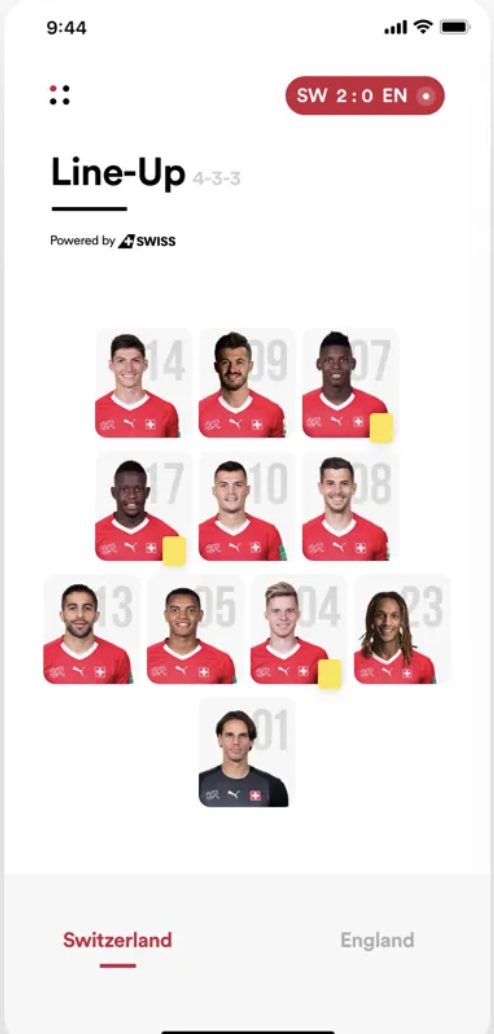 9:44
SW 2:0 EN
Line-Up 4-3-3
Powered by SWISS
14 09 07
17 10 08
13 05 04 23
01
Switzerland England